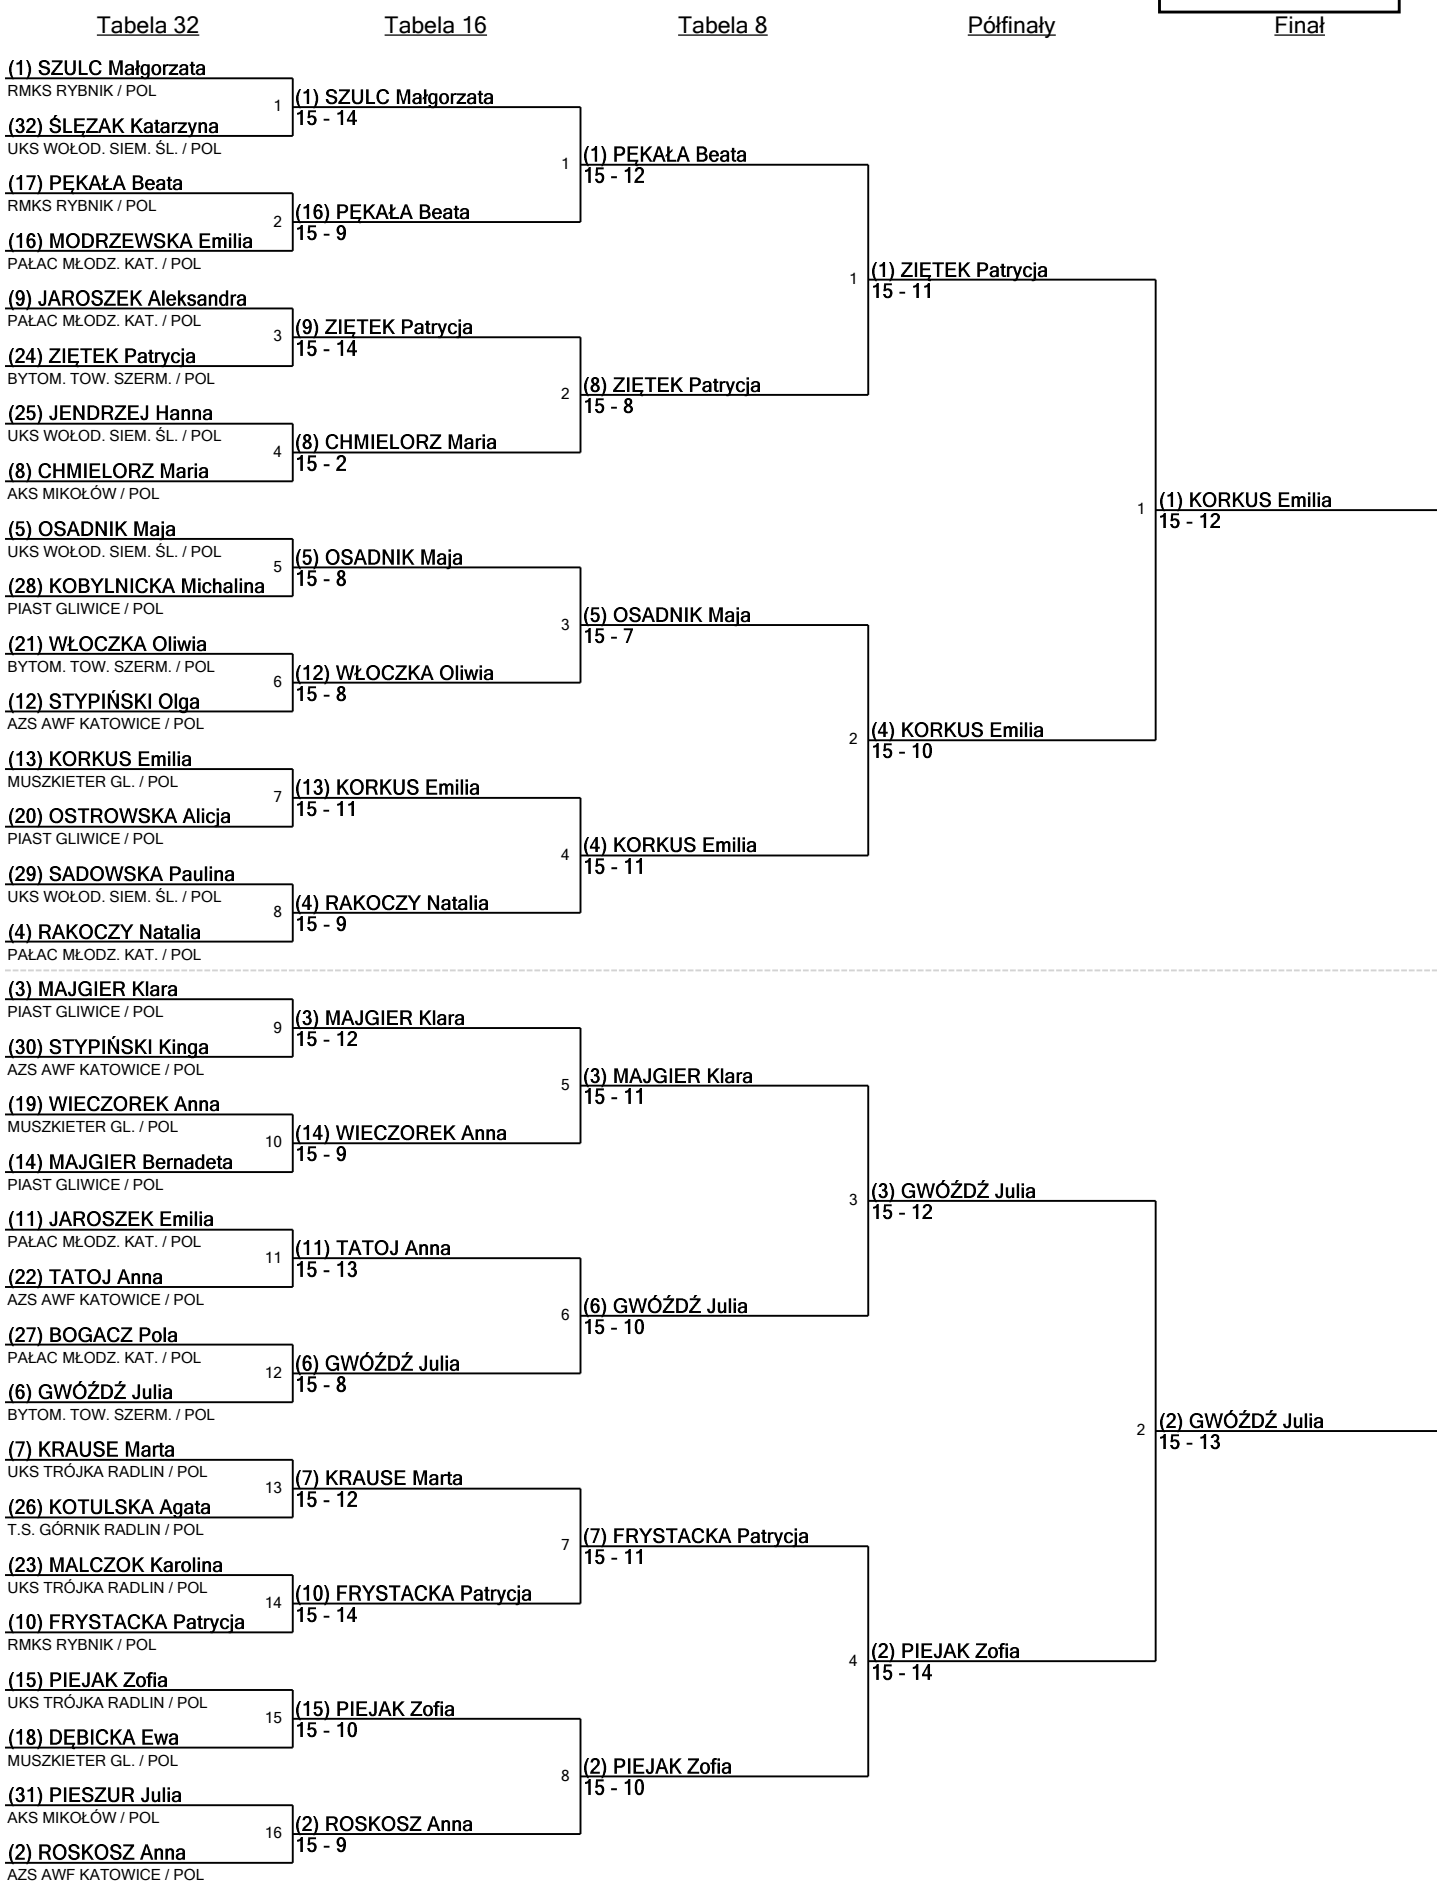 Tabela 32
Tabela 16
Tabela 8
Półfinały
Finał
(1) SZULC Małgorzata
RMKS RYBNIK / POL
(32) ŚLĘZAK Katarzyna
UKS WOŁOD. SIEM. ŚL. / POL
(17) PĘKAŁA Beata
RMKS RYBNIK / POL
(16) MODRZEWSKA Emilia
PAŁAC MŁODZ. KAT. / POL
(9) JAROSZEK Aleksandra
PAŁAC MŁODZ. KAT. / POL
(24) ZIĘTEK Patrycja
BYTOM. TOW. SZERM. / POL
(25) JENDRZEJ Hanna
UKS WOŁOD. SIEM. ŚL. / POL
(8) CHMIELORZ Maria
AKS MIKOŁÓW / POL
(5) OSADNIK Maja
UKS WOŁOD. SIEM. ŚL. / POL
(28) KOBYLNICKA Michalina
PIAST GLIWICE / POL
(21) WŁOCZKA Oliwia
BYTOM. TOW. SZERM. / POL
(12) STYPIŃSKI Olga
AZS AWF KATOWICE / POL
(13) KORKUS Emilia
MUSZKIETER GL. / POL
(20) OSTROWSKA Alicja
PIAST GLIWICE / POL
(29) SADOWSKA Paulina
UKS WOŁOD. SIEM. ŚL. / POL
(4) RAKOCZY Natalia
PAŁAC MŁODZ. KAT. / POL
(3) MAJGIER Klara
PIAST GLIWICE / POL
(30) STYPIŃSKI Kinga
AZS AWF KATOWICE / POL
(19) WIECZOREK Anna
MUSZKIETER GL. / POL
(14) MAJGIER Bernadeta
PIAST GLIWICE / POL
(11) JAROSZEK Emilia
PAŁAC MŁODZ. KAT. / POL
(22) TATOJ Anna
AZS AWF KATOWICE / POL
(27) BOGACZ Pola
PAŁAC MŁODZ. KAT. / POL
(6) GWÓŹDŹ Julia
BYTOM. TOW. SZERM. / POL
(7) KRAUSE Marta
UKS TRÓJKA RADLIN / POL
(26) KOTULSKA Agata
T.S. GÓRNIK RADLIN / POL
(23) MALCZOK Karolina
UKS TRÓJKA RADLIN / POL
(10) FRYSTACKA Patrycja
RMKS RYBNIK / POL
(15) PIEJAK Zofia
UKS TRÓJKA RADLIN / POL
(18) DĘBICKA Ewa
MUSZKIETER GL. / POL
(31) PIESZUR Julia
AKS MIKOŁÓW / POL
(2) ROSKOSZ Anna
AZS AWF KATOWICE / POL
1
(1) SZULC Małgorzata
15 - 14
2
(16) PĘKAŁA Beata
15 - 9
3
(9) ZIĘTEK Patrycja
15 - 14
4
(8) CHMIELORZ Maria
15 - 2
5
(5) OSADNIK Maja
15 - 8
6
(12) WŁOCZKA Oliwia
15 - 8
7
(13) KORKUS Emilia
15 - 11
8
(4) RAKOCZY Natalia
15 - 9
9
(3) MAJGIER Klara
15 - 12
10
(14) WIECZOREK Anna
15 - 9
11
(11) TATOJ Anna
15 - 13
12
(6) GWÓŹDŹ Julia
15 - 8
13
(7) KRAUSE Marta
15 - 12
14
(10) FRYSTACKA Patrycja
15 - 14
15
(15) PIEJAK Zofia
15 - 10
16
(2) ROSKOSZ Anna
15 - 9
1
(1) PĘKAŁA Beata
15 - 12
2
(8) ZIĘTEK Patrycja
15 - 8
3
(5) OSADNIK Maja
15 - 7
4
(4) KORKUS Emilia
15 - 11
5
(3) MAJGIER Klara
15 - 11
6
(6) GWÓŹDŹ Julia
15 - 10
7
(7) FRYSTACKA Patrycja
15 - 11
8
(2) PIEJAK Zofia
15 - 10
1
(1) ZIĘTEK Patrycja
15 - 11
2
(4) KORKUS Emilia
15 - 10
3
(3) GWÓŹDŹ Julia
15 - 12
4
(2) PIEJAK Zofia
15 - 14
1
(1) KORKUS Emilia
15 - 12
2
(2) GWÓŹDŹ Julia
15 - 13